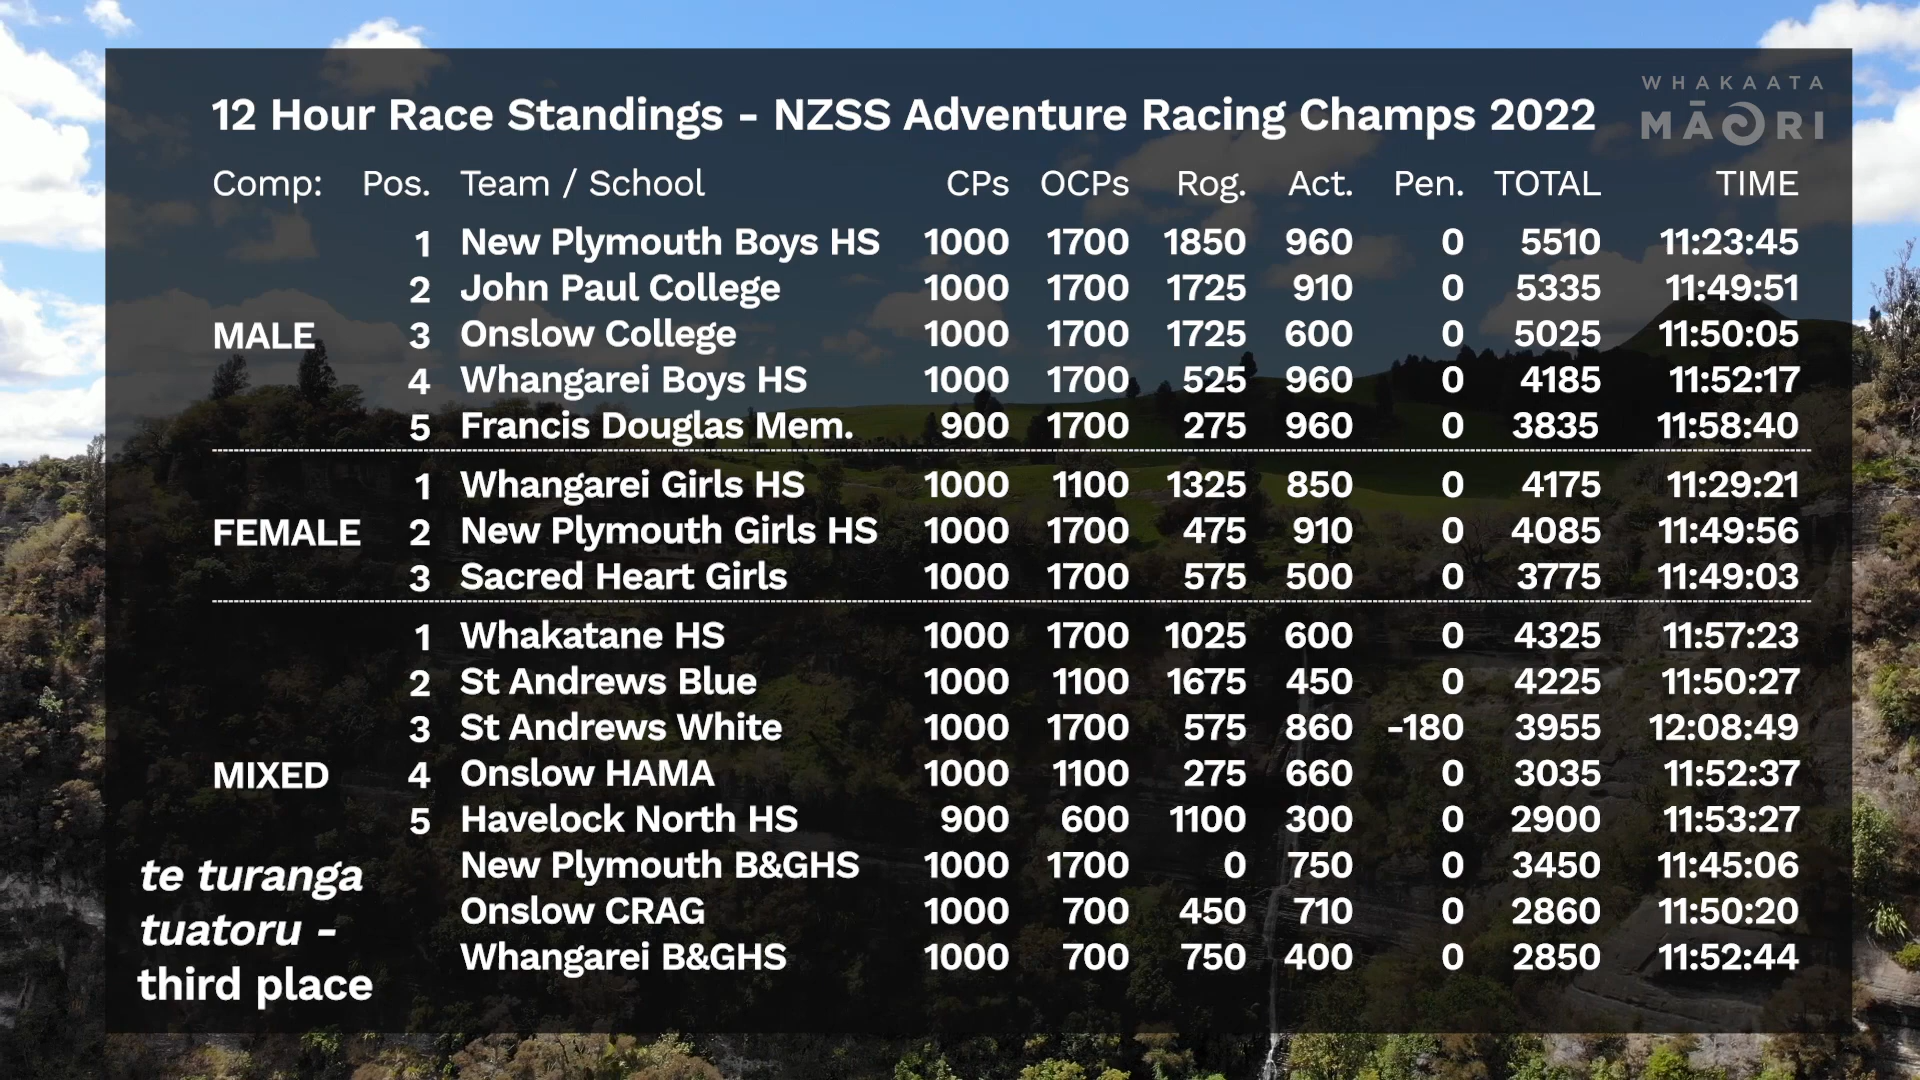 12 Hour Race Standings - NZSS Adventure Racing Champs 2022
WHAKAATA
MĀORI
Comp: Pos. Team / School CPs OCPs Rog. Act. Pen. TOTAL TIME
1 New Plymouth Boys HS 1000 1700 1850 960 0 5510 11:23:45
2 John Paul College 1000 1700 1725 910 0 5335 11:49:51
MALE 3 Onslow College 1000 1700 1725 600 0 5025 11:50:05
4 Whangarei Boys HS 1000 1700 525 960 0 4185 11:52:17
5 Francis Douglas Mem. 900 1700 275 960 0 3835 11:58:40
1 Whangarei Girls HS 1000 1100 1325 850 0 4175 11:29:21
FEMALE 2 New Plymouth Girls HS 1000 1700 475 910 0 4085 11:49:56
3 Sacred Heart Girls 1000 1700 575 500 0 3775 11:49:03
1 Whakatane HS 1000 1700 1025 600 0 4325 11:57:23
2 St Andrews Blue 1000 1100 1675 450 0 4225 11:50:27
3 St Andrews White 1000 1700 575 860 -180 3955 12:08:49
MIXED 4 Onslow HAMA 1000 1100 275 660 0 3035 11:52:37
5 Havelock North HS 900 600 1100 300 0 2900 11:53:27
New Plymouth B&GHS 1000 1700 0 750 0 3450 11:45:06
Onslow CRAG 1000 700 450 710 0 2860 11:50:20
Whangarei B&GHS 1000 700 750 400 0 2850 11:52:44
te turanga
tuatoru -
third place